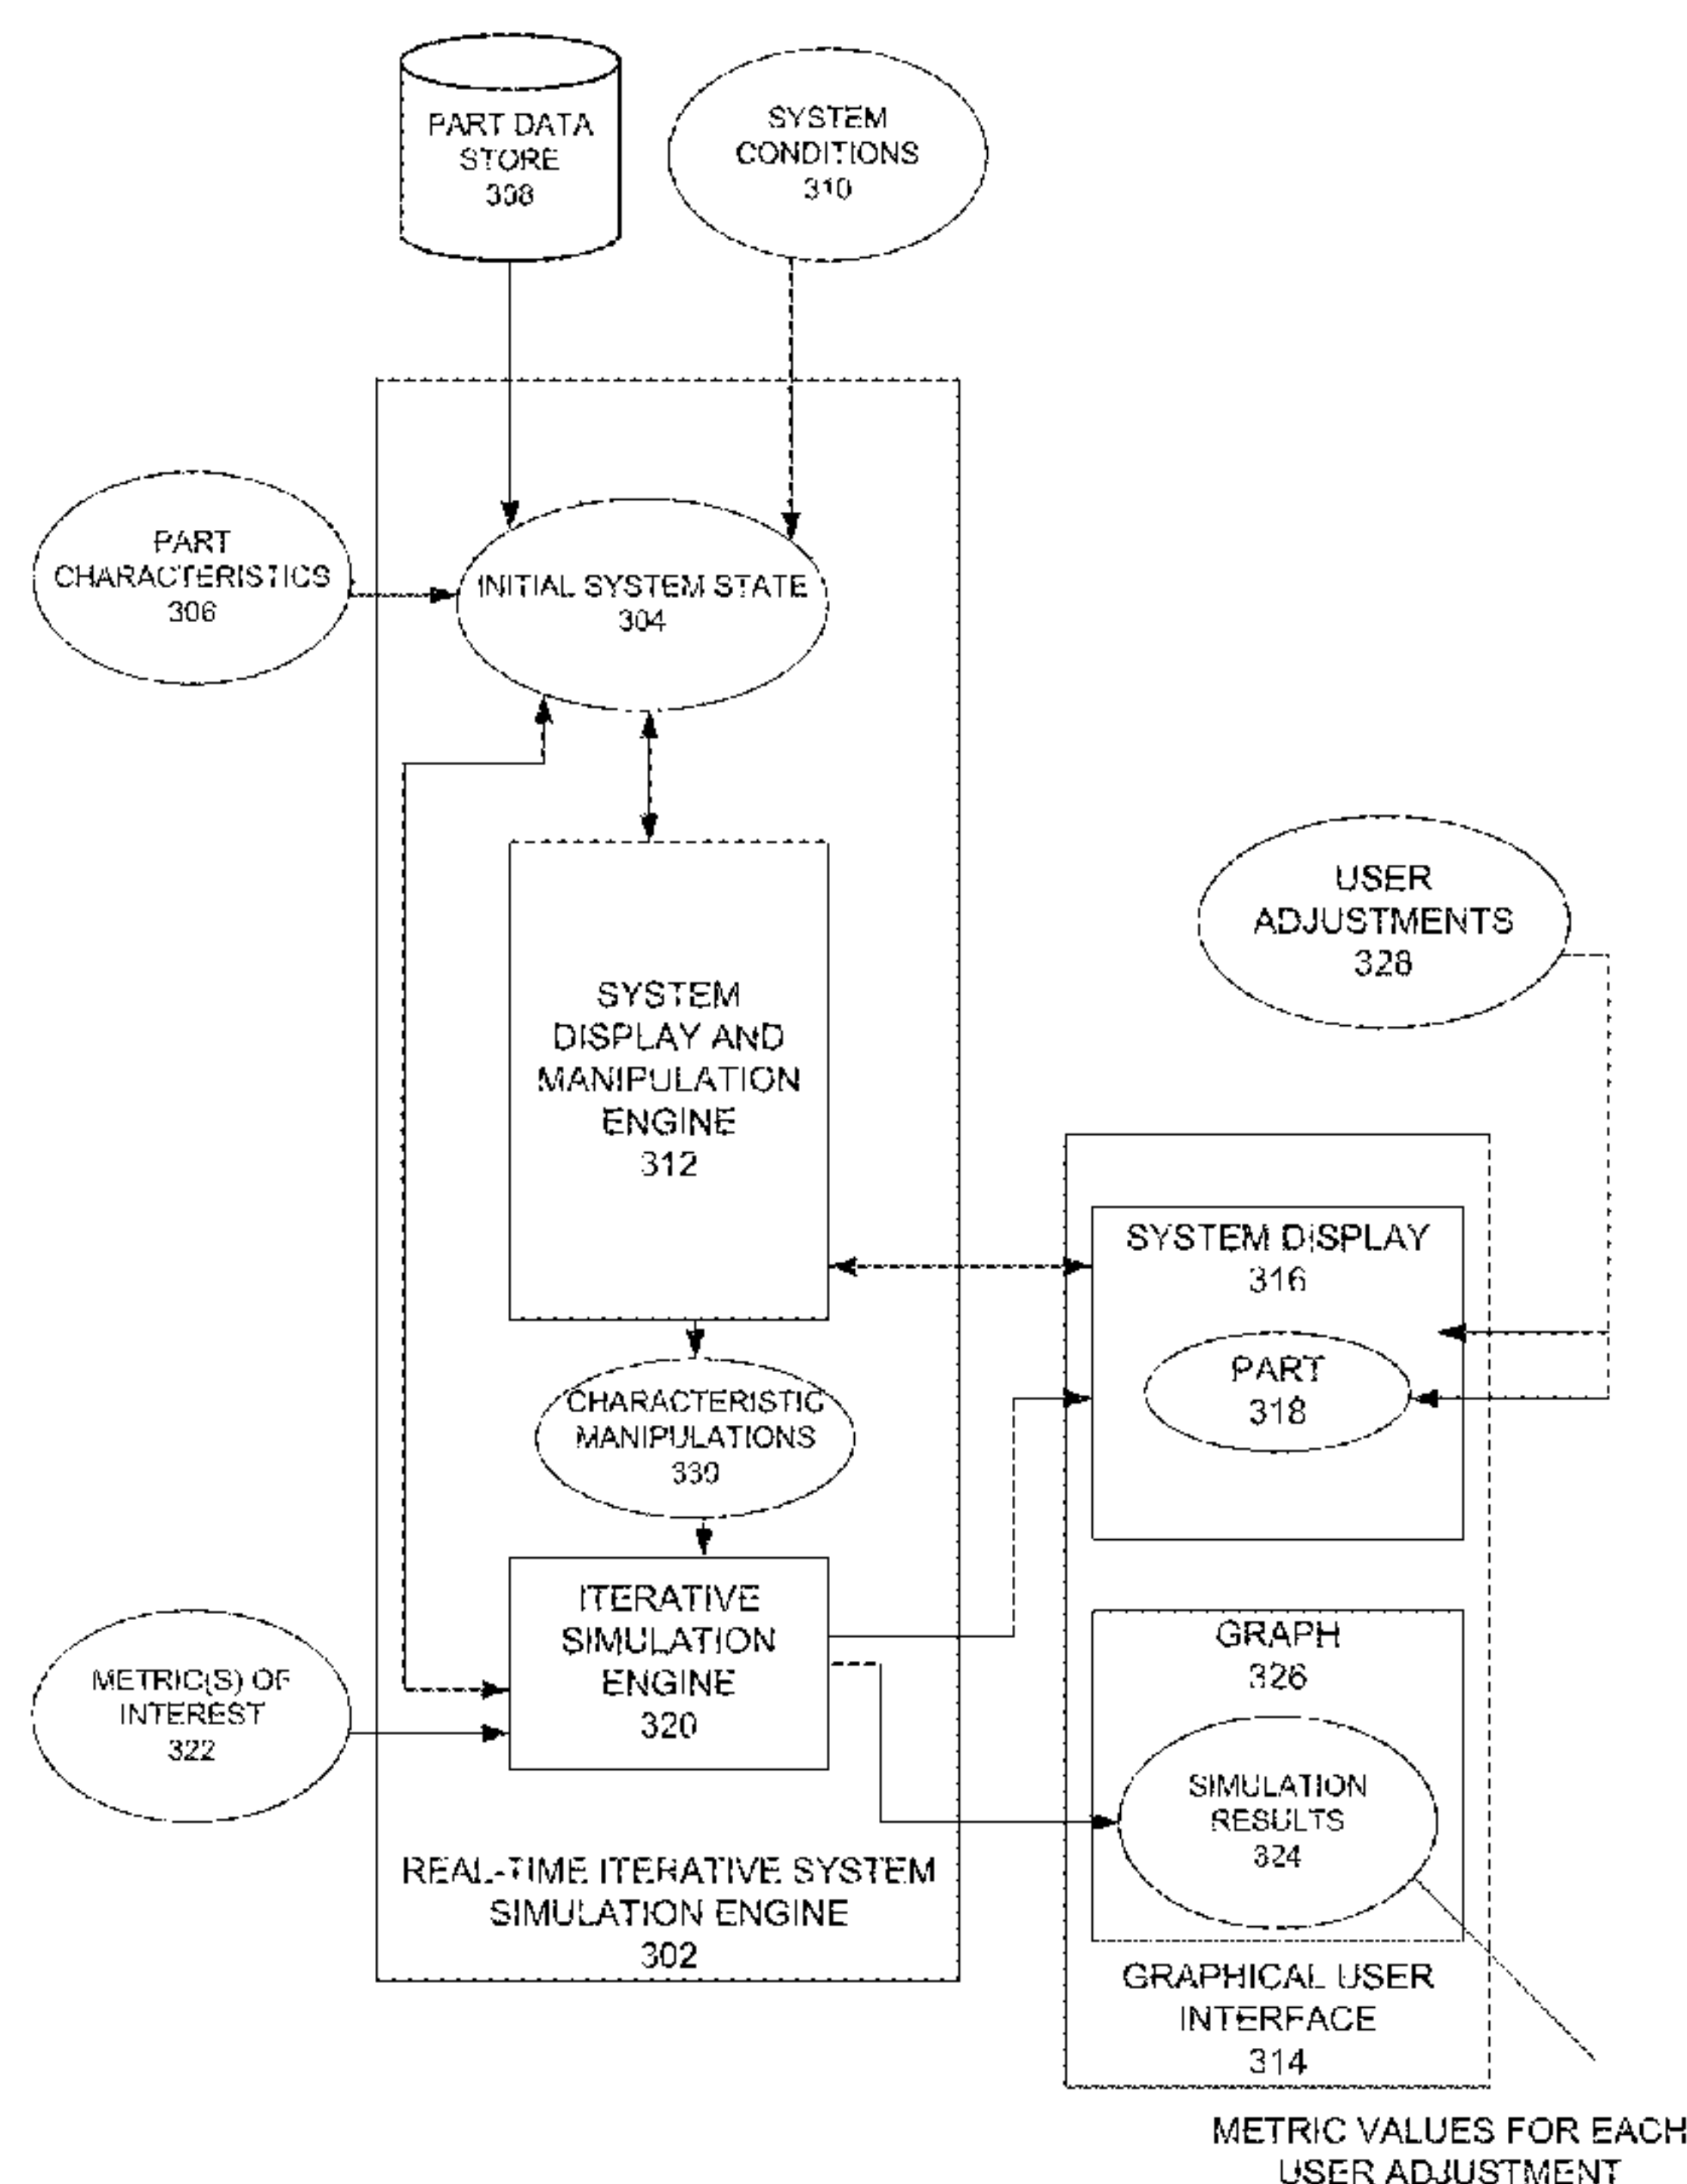 PART DATA
STORE
308
SYSTEM
CONDITIONS
310
PART
CHARACTERISTICS
306
INITIAL SYSTEM STATE
304
USER
ADJUSTMENTS
328
SYSTEM
DISPLAY AND
MANIPULATION
ENGINE
312
SYSTEM DISPLAY
316
PART
318
CHARACTERISTIC
MANIPULATIONS
330
ITERATIVE
SIMULATION
ENGINE
320
METRIC(S) OF
INTEREST
322
GRAPH
326
SIMULATION
RESULTS
324
REAL-TIME ITERATIVE SYSTEM
SIMULATION ENGINE
302
GRAPHICAL USER
INTERFACE
314
METRIC VALUES FOR EACH
USER ADJUSTMENT